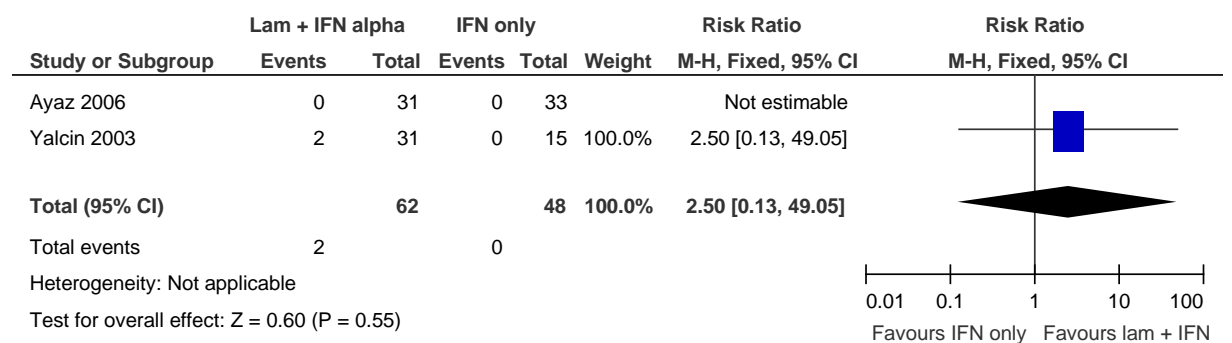 Lam + IFN alpha IFN only Risk Ratio Risk Ratio
Study or Subgroup Events Total Events Total Weight M-H, Fixed, 95% CI M-H, Fixed, 95% CI
Ayaz 2006 0 31 0 33 Not estimable
Yalcin 2003 2 31 0 15 100.0% 2.50 [0.13, 49.05]
Total (95% CI) 62 48 100.0% 2.50 [0.13, 49.05]
Total events 2 0
Heterogeneity: Not applicable
Test for overall effect: Z = 0.60 (P = 0.55)
0.01 0.1 1 10 100
Favours IFN only Favours lam + IFN